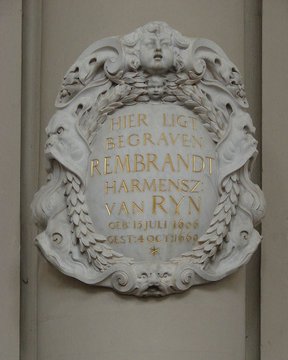 HIER LIGT
BEGRAVEN
REMBRANDT
HARMENSZ:
VAN RYN
GEB: 15 JULI 1606
GEST: 4 OCT: 1669